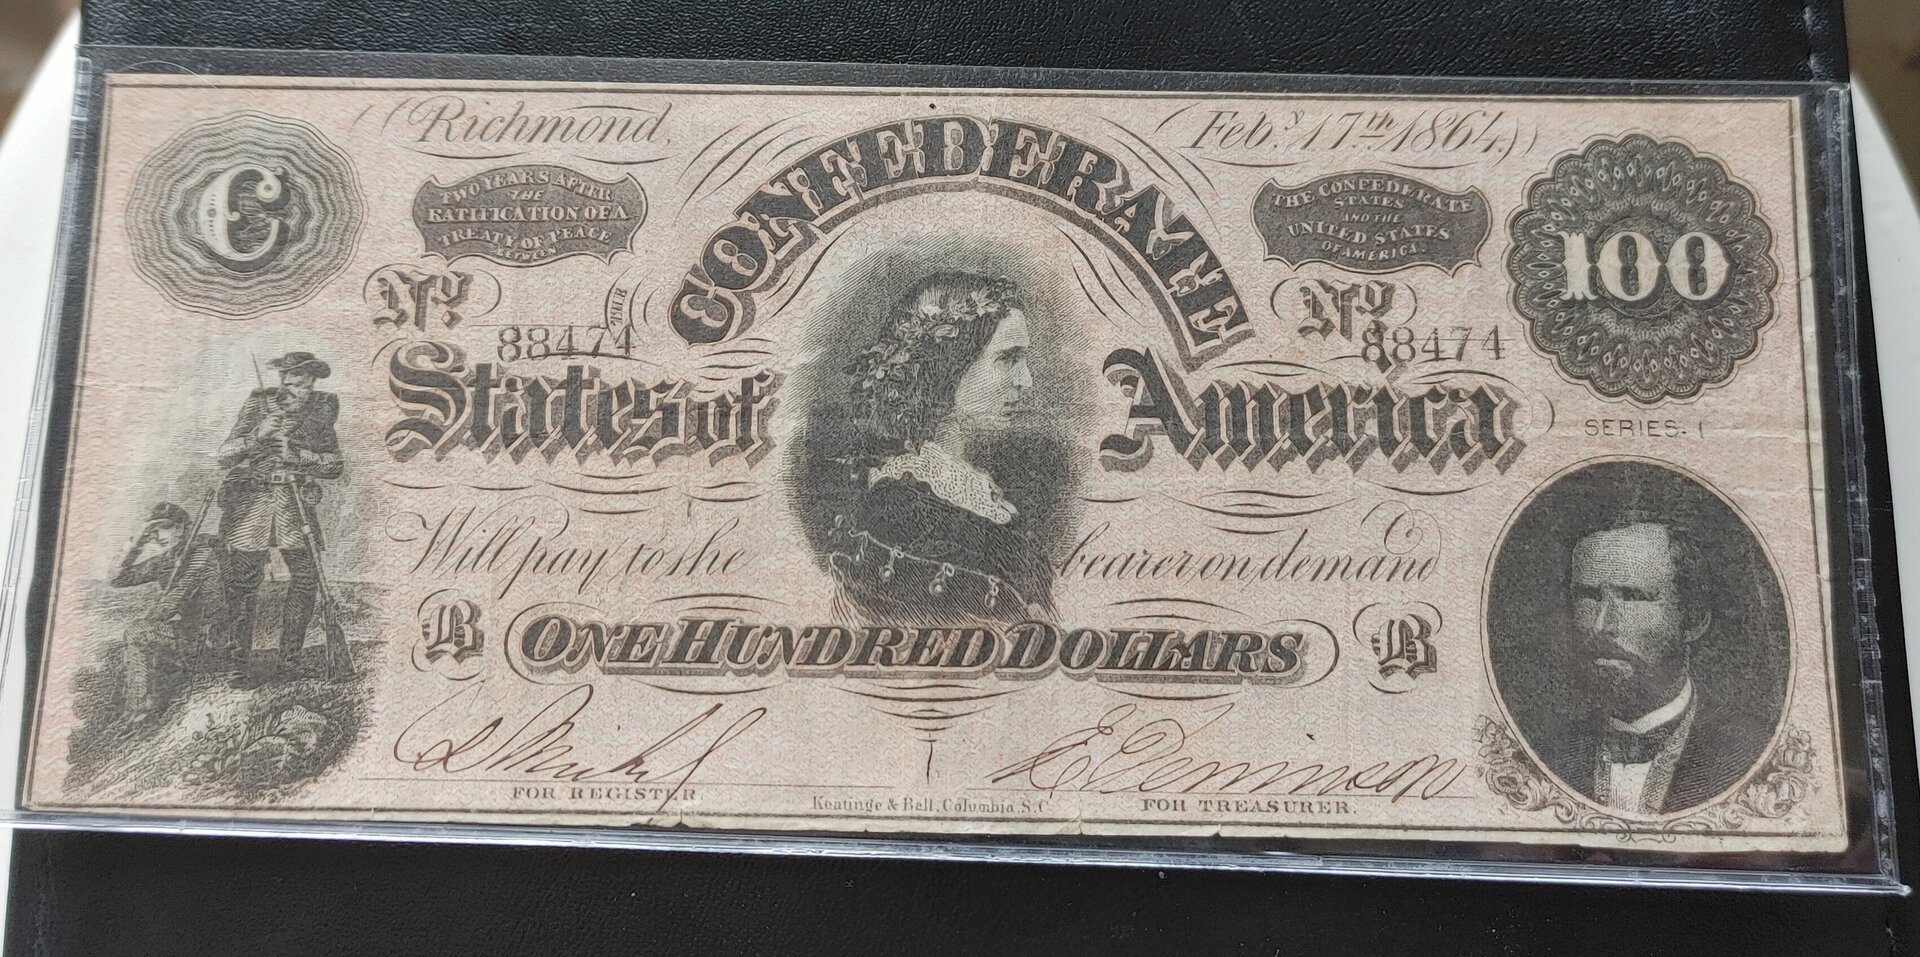 Richmond, Feb.y 17th 1864.
C
TWO YEARS AFTER
THE
RATIFICATION OF A
TREATY OF PEACE
BETWEEN
CONFEDERATE
THE CONFEDERATE
STATES
AND THE
UNITED STATES
OF AMERICA
100
THE
No. 88474
No. 88474
States of America
SERIES. 1
Will pay to the bearer on demand
B ONE HUNDRED DOLLARS B
FOR REGISTER.
Keatinge & Ball, Columbia, S.C.
FOR TREASURER.